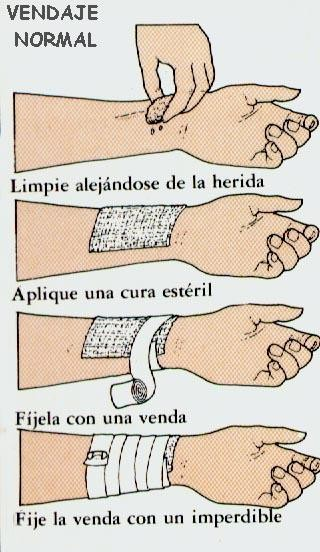 VENDAJE
NORMAL
Limpie alejándose de la herida
Aplique una cura estéril
Fíjela con una venda
Fije la venda con un imperdible